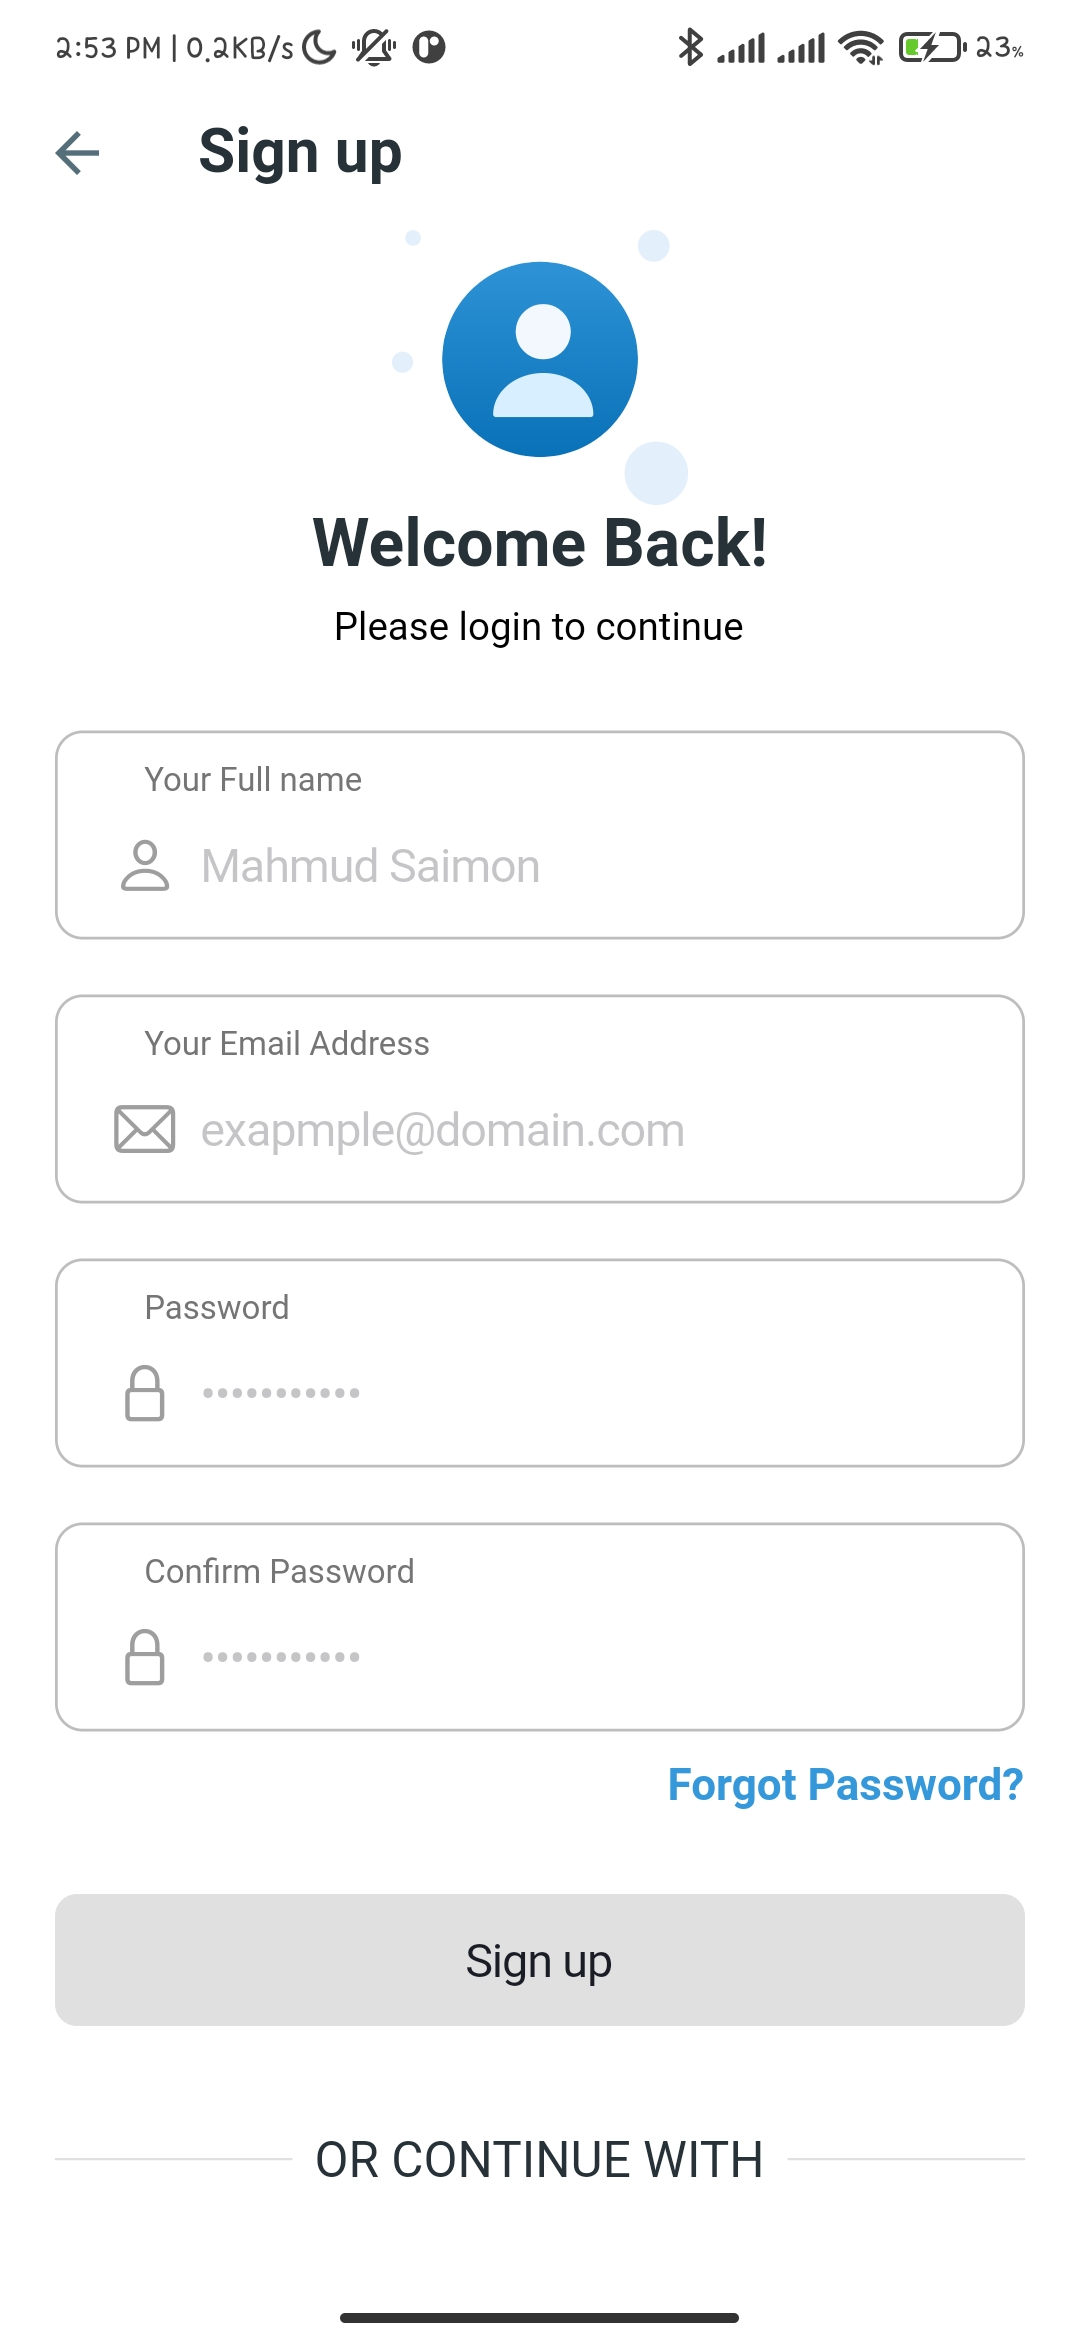 2:53 PM | 0.2KB/s
23%
Sign up
Welcome Back!
Please login to continue
Your Full name
Mahmud Saimon
Your Email Address
exapmple@domain.com
Password
•••••••••••
Confirm Password
•••••••••••
Forgot Password?
Sign up
OR CONTINUE WITH